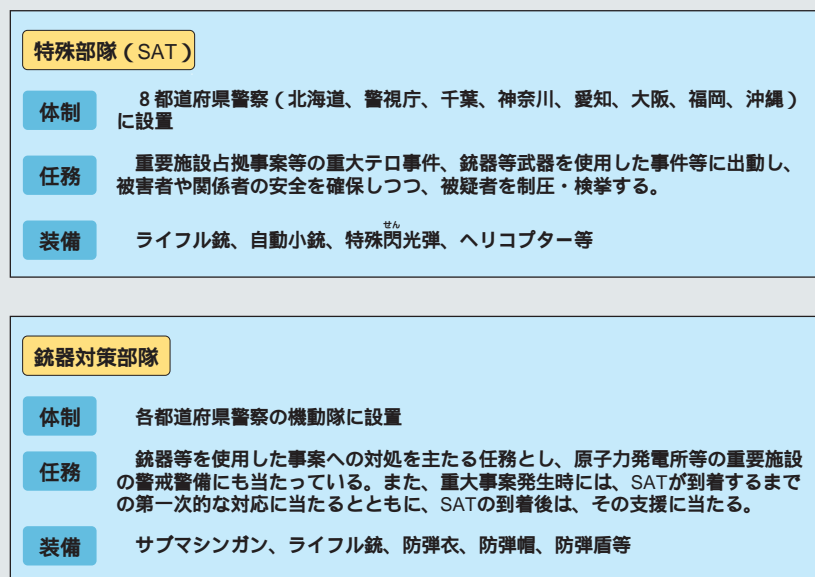 特殊部隊(SAT)
体制
8都道府県警察(北海道、警視庁、千葉、神奈川、愛知、大阪、福岡、沖縄)
に設置
任務
重要施設占拠事案等の重大テロ事件、銃器等武器を使用した事件等に出動し、
被害者や関係者の安全を確保しつつ、被疑者を制圧・検挙する。
装備
せん
ライフル銃、自動小銃、特殊閃光弾、ヘリコプター等
銃器対策部隊
体制
各都道府県警察の機動隊に設置
任務
銃器等を使用した事案への対処を主たる任務とし、原子力発電所等の重要施設
の警戒警備にも当たっている。また、重大事案発生時には、SATが到着するまで
の第一次的な対応に当たるとともに、SATの到着後は、その支援に当たる。
装備
サブマシンガン、ライフル銃、防弾衣、防弾帽、防弾盾等